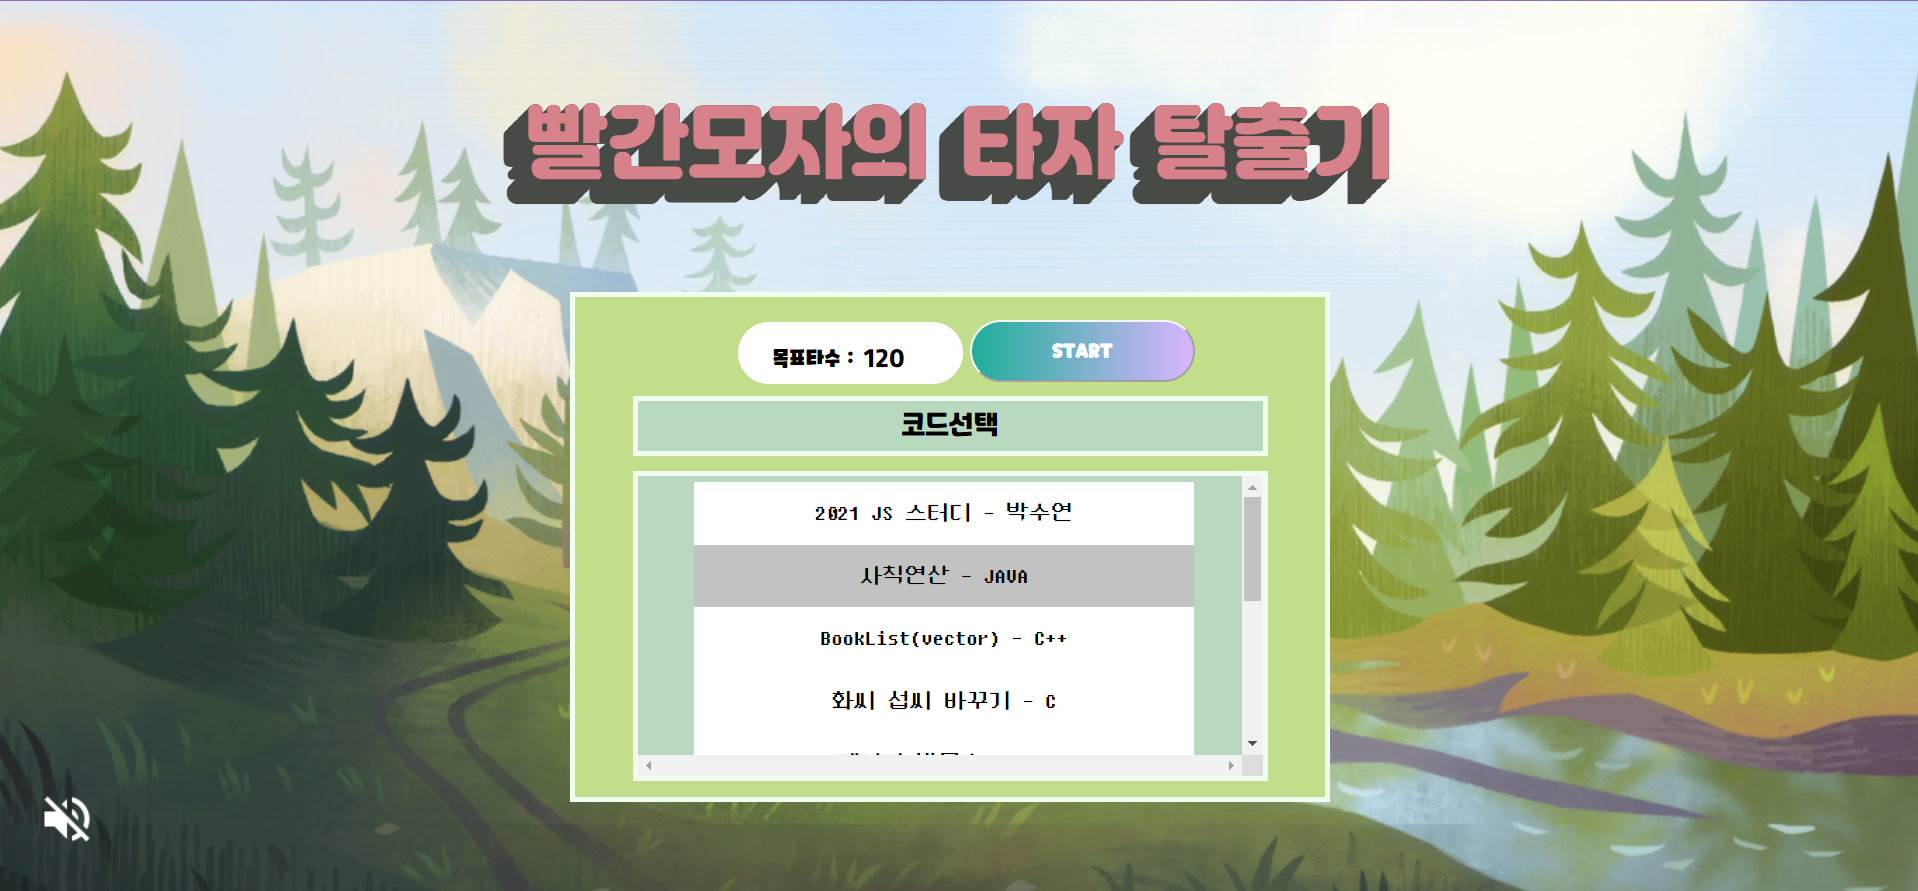 빨간모자의 타자 탈출기
목표타수 : 120
START
코드선택
2021 JS 스터디 - 박수연
사칙연산 - JAVA
BookList(vector) - C++
화씨 섭씨 바꾸기 - C